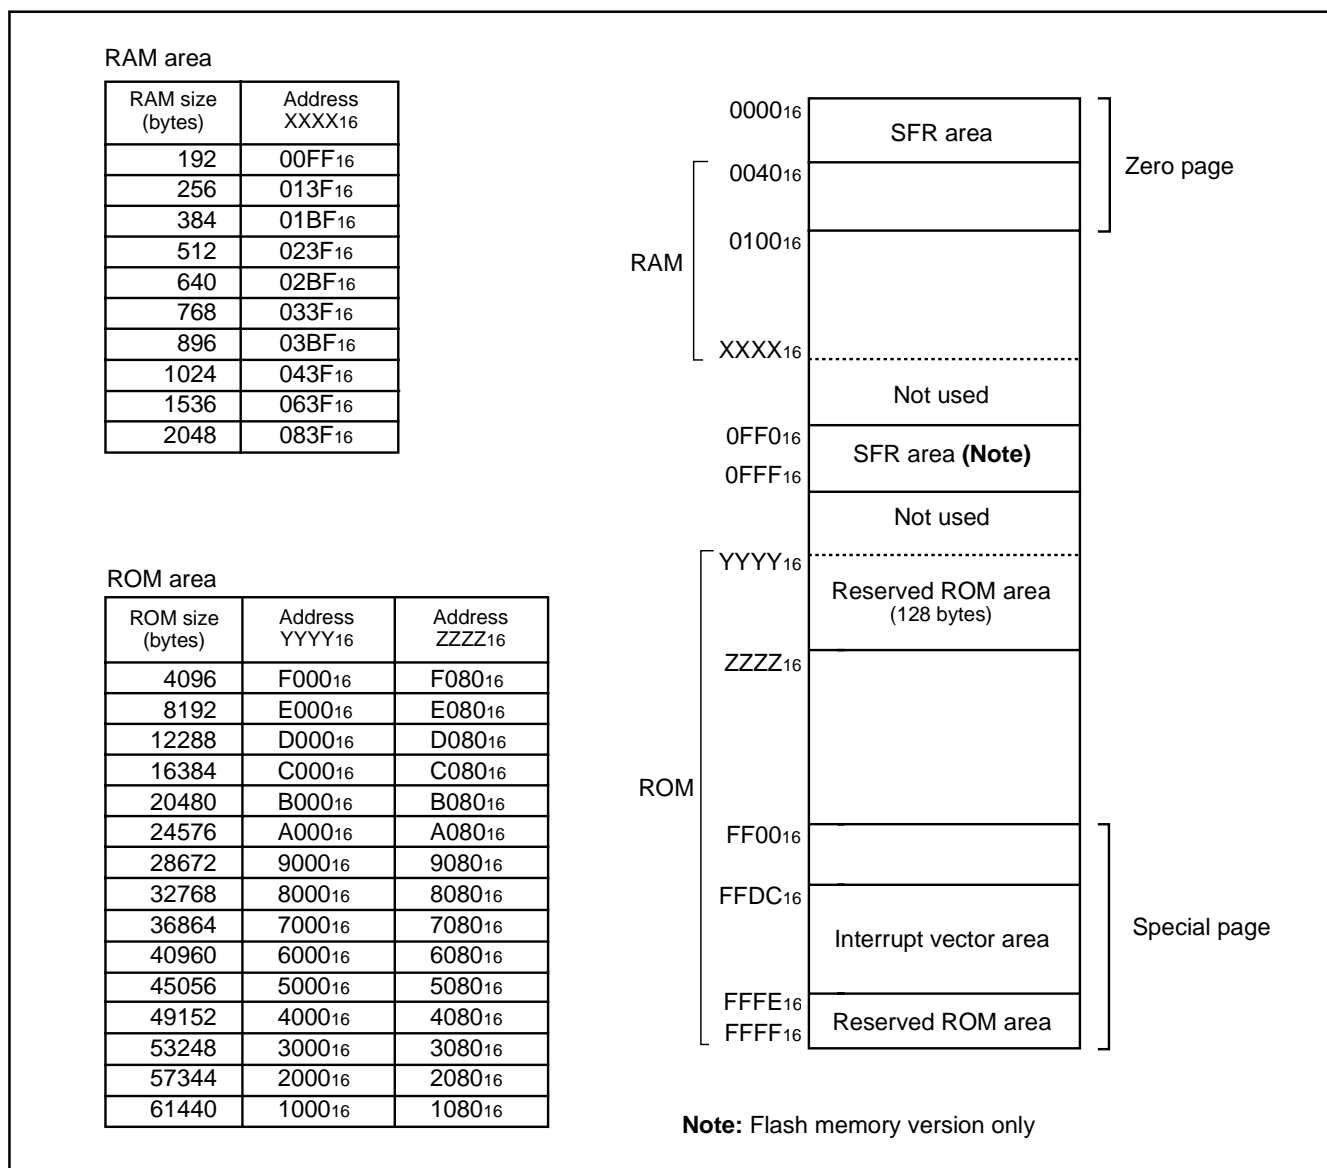 RAM area
RAM size (bytes) Address XXXX16
192 00FF16
256 013F16
384 01BF16
512 023F16
640 02BF16
768 033F16
896 03BF16
1024 043F16
1536 063F16
2048 083F16
ROM area
ROM size (bytes) Address YYYY16 Address ZZZZ16
4096 F00016 F08016
8192 E00016 E08016
12288 D00016 D08016
16384 C00016 C08016
20480 B00016 B08016
24576 A00016 A08016
28672 900016 908016
32768 800016 808016
36864 700016 708016
40960 600016 608016
45056 500016 508016
49152 400016 408016
53248 300016 308016
57344 200016 208016
61440 100016 108016
000016
SFR area
Zero page
004016
010016
RAM
XXXX16
Not used
0FF016
SFR area (Note)
0FFF16
Not used
YYYY16
Reserved ROM area
(128 bytes)
ZZZZ16
ROM
FF0016
FFDC16
Interrupt vector area
Special page
FFFE16
Reserved ROM area
FFFF16
Note: Flash memory version only